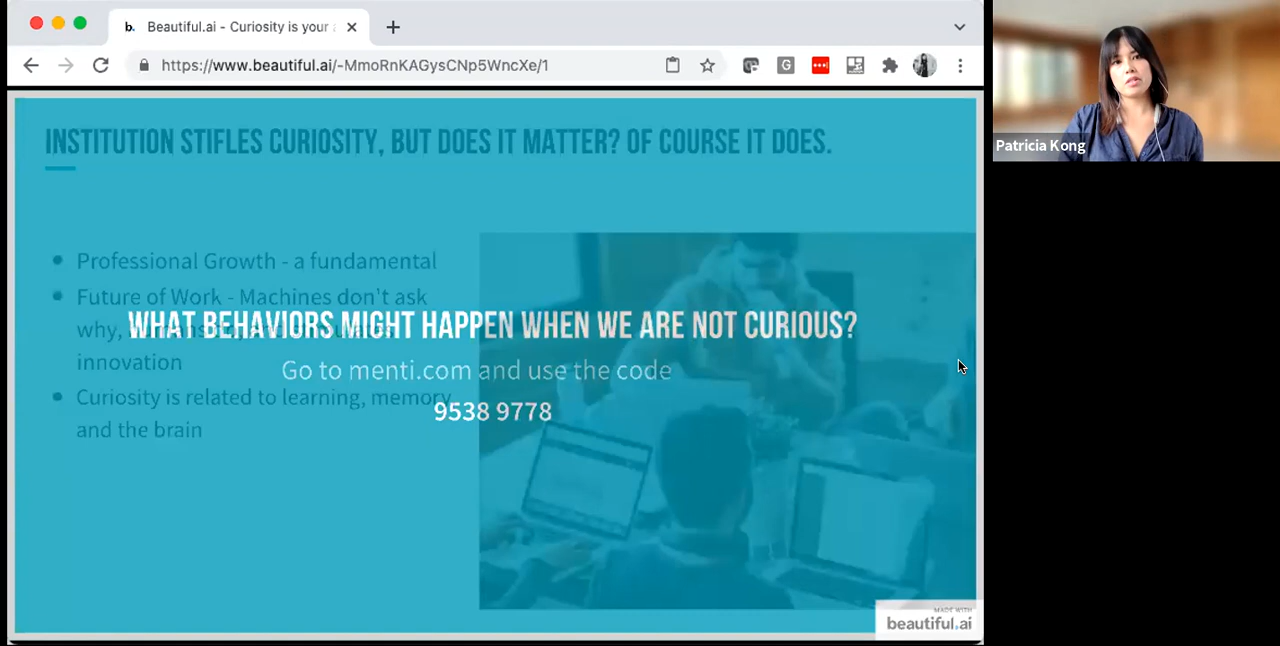 Beautiful.ai - Curiosity is your
https://www.beautiful.ai/-MmoRnKAGysCNp5WncXe/1
Patricia Kong
INSTITUTION STIFLES CURIOSITY, BUT DOES IT MATTER? OF COURSE IT DOES.
Professional Growth - a fundamental
Future of Work - Machines don't ask
why,
innovation
Curiosity is related to learning, memory
and the brain
WHAT BEHAVIORS MIGHT HAPPEN WHEN WE ARE NOT CURIOUS?
Go to menti.com and use the code
9538 9778
MADE WITH
beautiful.ai